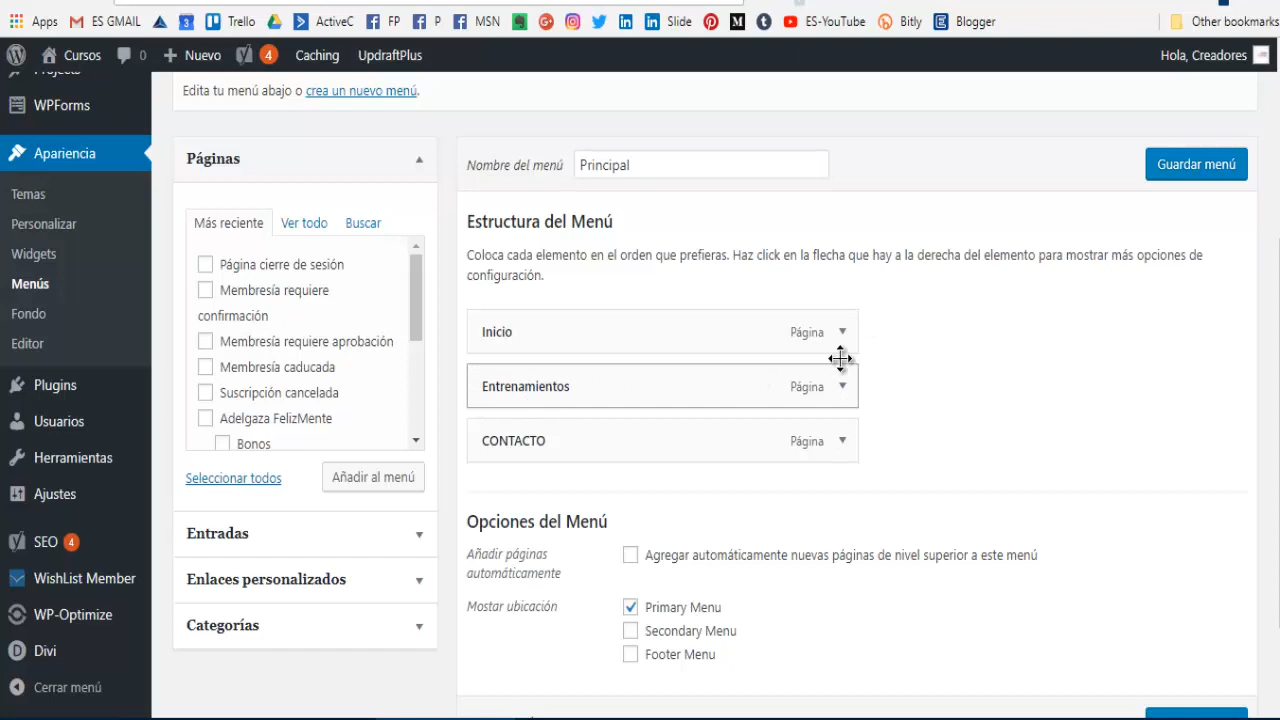 Apps ES GMAIL Trello ActiveC FP P MSN Slide ES-YouTube Bitly Blogger Other bookmarks
Cursos 0 Nuevo 4 Caching UpdraftPlus Hola, Creadores
Projects
WPForms
Apariencia
Temas
Personalizar
Widgets
Menús
Fondo
Editor
Plugins
Usuarios
Herramientas
Ajustes
SEO 4
WishList Member
WP-Optimize
Divi
Cerrar menú
Edita tu menú abajo o crea un nuevo menú.
Páginas
Más reciente Ver todo Buscar
Página cierre de sesión
Membresía requiere
confirmación
Membresía requiere aprobación
Membresía caducada
Suscripción cancelada
Adelgaza FelizMente
Bonos
Seleccionar todos Añadir al menú
Entradas
Enlaces personalizados
Categorías
Nombre del menú Principal Guardar menú
Estructura del Menú
Coloca cada elemento en el orden que prefieras. Haz click en la flecha que hay a la derecha del elemento para mostrar más opciones de
configuración.
Inicio Página
Entrenamientos Página
CONTACTO Página
Opciones del Menú
Añadir páginas
automáticamente
Agregar automáticamente nuevas páginas de nivel superior a este menú
Mostar ubicación
Primary Menu
Secondary Menu
Footer Menu